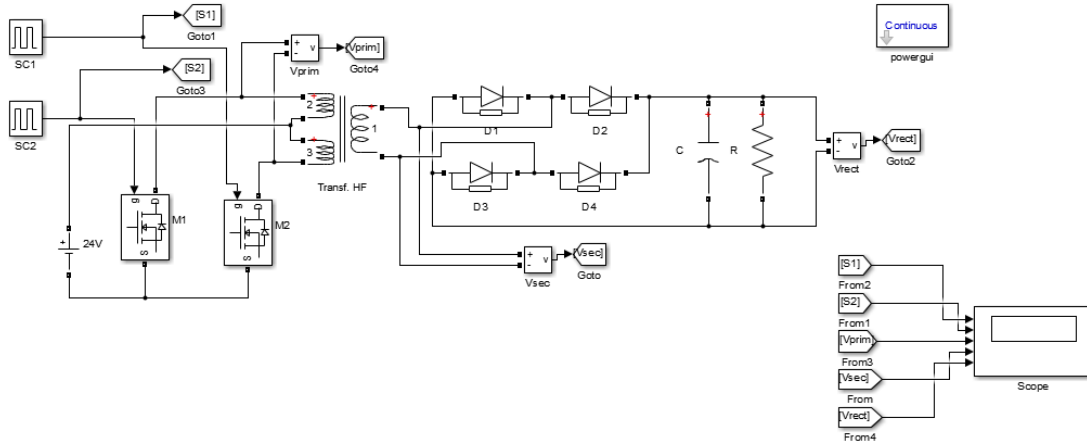 [S1]
Goto1
SC1
[S2]
Goto3
SC2
+
-
v
Vprim
[Vprim]
Goto4
Continuous
powergui
2
3
1
Transf. HF
D1
D2
D3
D4
C
R
+
-
v
Vrect
[Vrect]
Goto2
g
D
S
M1
g
D
S
M2
+
24V
+
-
v
Vsec
[Vsec]
Goto
[S1]
From2
[S2]
From1
[Vprim]
From3
[Vsec]
From
[Vrect]
From4
Scope